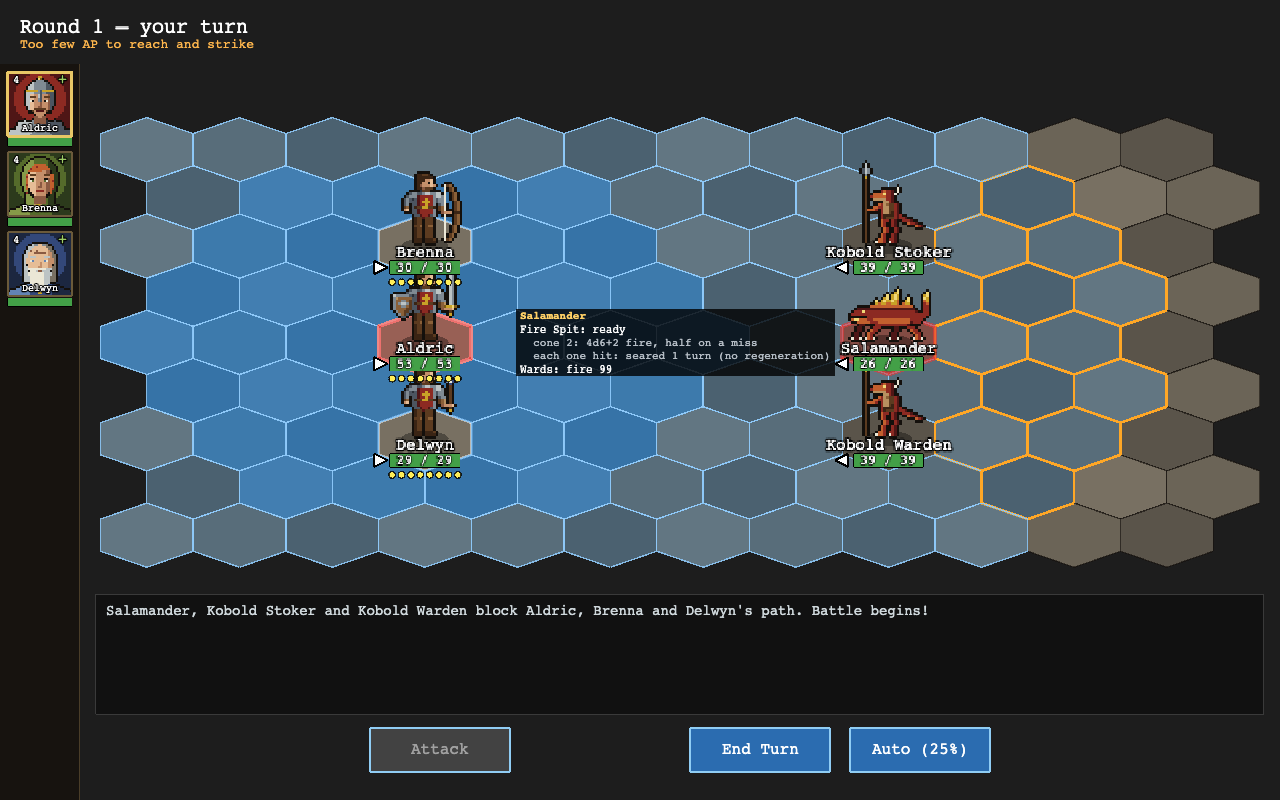 Round 1 — your turn
Too few AP to reach and strike
4 +
Aldric
4 +
Brenna
4 +
Delwyn
Brenna
30 / 30
Kobold Stoker
39 / 39
Aldric
53 / 53
Salamander
Fire Spit: ready
cone 2: 4d6+2 fire, half on a miss
each one hit: seared 1 turn (no regeneration)
Wards: fire 99
Salamander
26 / 26
Delwyn
29 / 29
Kobold Warden
39 / 39
Salamander, Kobold Stoker and Kobold Warden block Aldric, Brenna and Delwyn's path. Battle begins!
Attack
End Turn
Auto (25%)